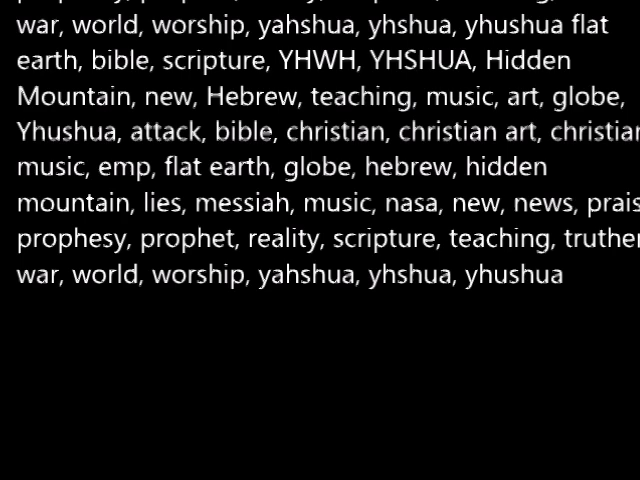 war, world, worship, yahshua, yhshua, yhushua flat
earth, bible, scripture, YHWH, YHSHUA, Hidden
Mountain, new, Hebrew, teaching, music, art, globe,
Yhushua, attack, bible, christian, christian art, christian
music, emp, flat earth, globe, hebrew, hidden
mountain, lies, messiah, music, nasa, new, news, prais
prophesy, prophet, reality, scripture, teaching, truther
war, world, worship, yahshua, yhshua, yhushua